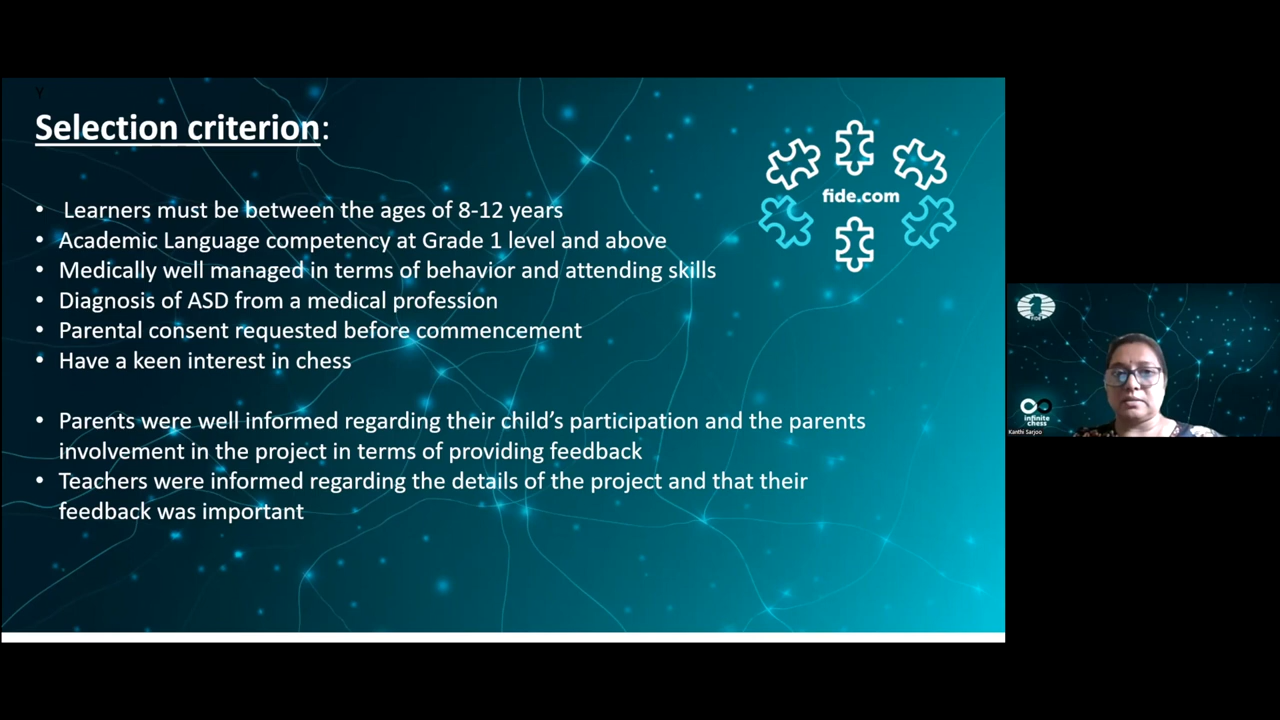 Y
Selection criterion:
• Learners must be between the ages of 8-12 years
• Academic Language competency at Grade 1 level and above
• Medically well managed in terms of behavior and attending skills
• Diagnosis of ASD from a medical profession
• Parental consent requested before commencement
• Have a keen interest in chess
• Parents were well informed regarding their child's participation and the parents
involvement in the project in terms of providing feedback
• Teachers were informed regarding the details of the project and that their
feedback was important
fide.com
FIDE
infinite
chess
Kanthi Sarjoo